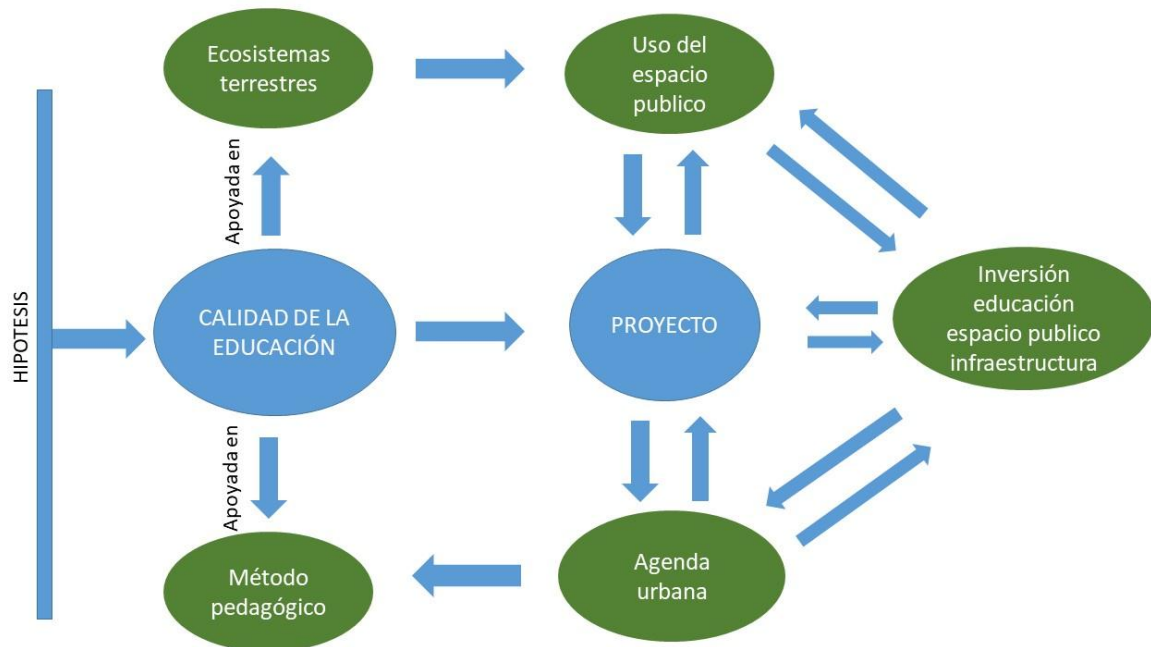 Ecosistemas
terrestres
Uso del
espacio
publico
Apoyada en
HIPOTESIS
CALIDAD DE LA
EDUCACIÓN
PROYECTO
Inversión
educación
espacio publico
infraestructura
Apoyada en
Método
pedagógico
Agenda
urbana